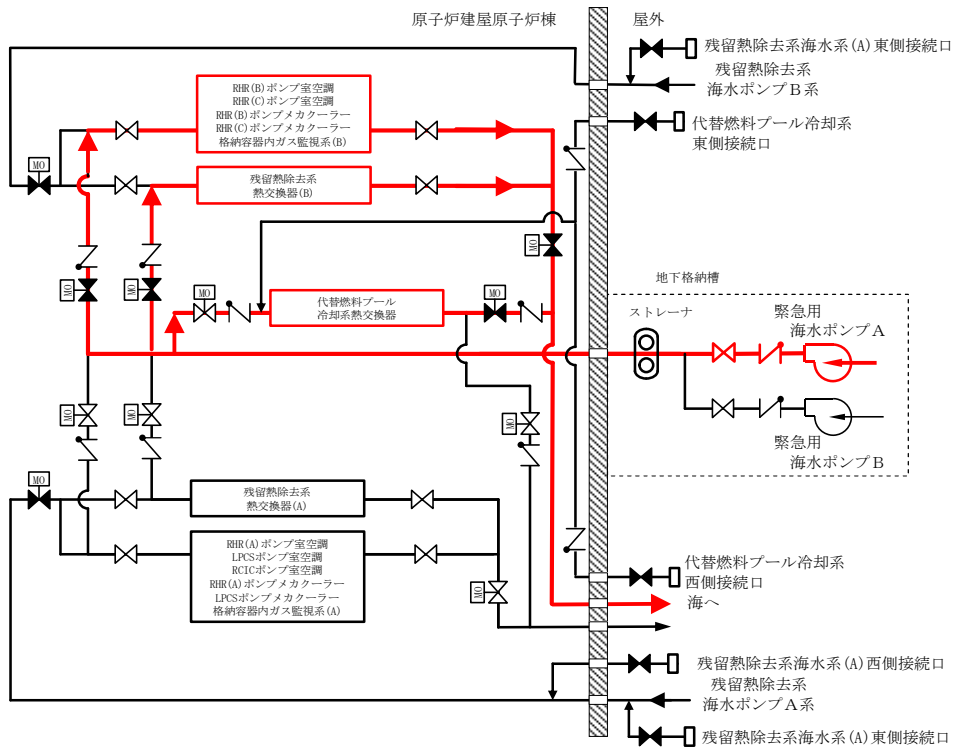 原子炉建屋原子炉棟
屋外
残留熱除去系海水系(A)東側接続口
残留熱除去系
海水ポンプB系
代替燃料プール冷却系
東側接続口
RHR(B)ポンプ室空調
RHR(C)ポンプ室空調
RHR(B)ポンプメカクーラー
RHR(C)ポンプメカクーラー
格納容器内ガス監視系(B)
MO
残留熱除去系
熱交換器(B)
MO
MO
MO
MO
代替燃料プール
冷却系熱交換器
MO
地下格納槽
ストレーナ
緊急用
海水ポンプA
緊急用
海水ポンプB
MO
MO
MO
MO
残留熱除去系
熱交換器(A)
RHR(A)ポンプ室空調
LPCSポンプ室空調
RCICポンプ室空調
RHR(A)ポンプメカクーラー
LPCSポンプメカクーラー
格納容器内ガス監視系(A)
MO
代替燃料プール冷却系
西側接続口
海へ
残留熱除去系海水系(A)西側接続口
残留熱除去系
海水ポンプA系
残留熱除去系海水系(A)東側接続口